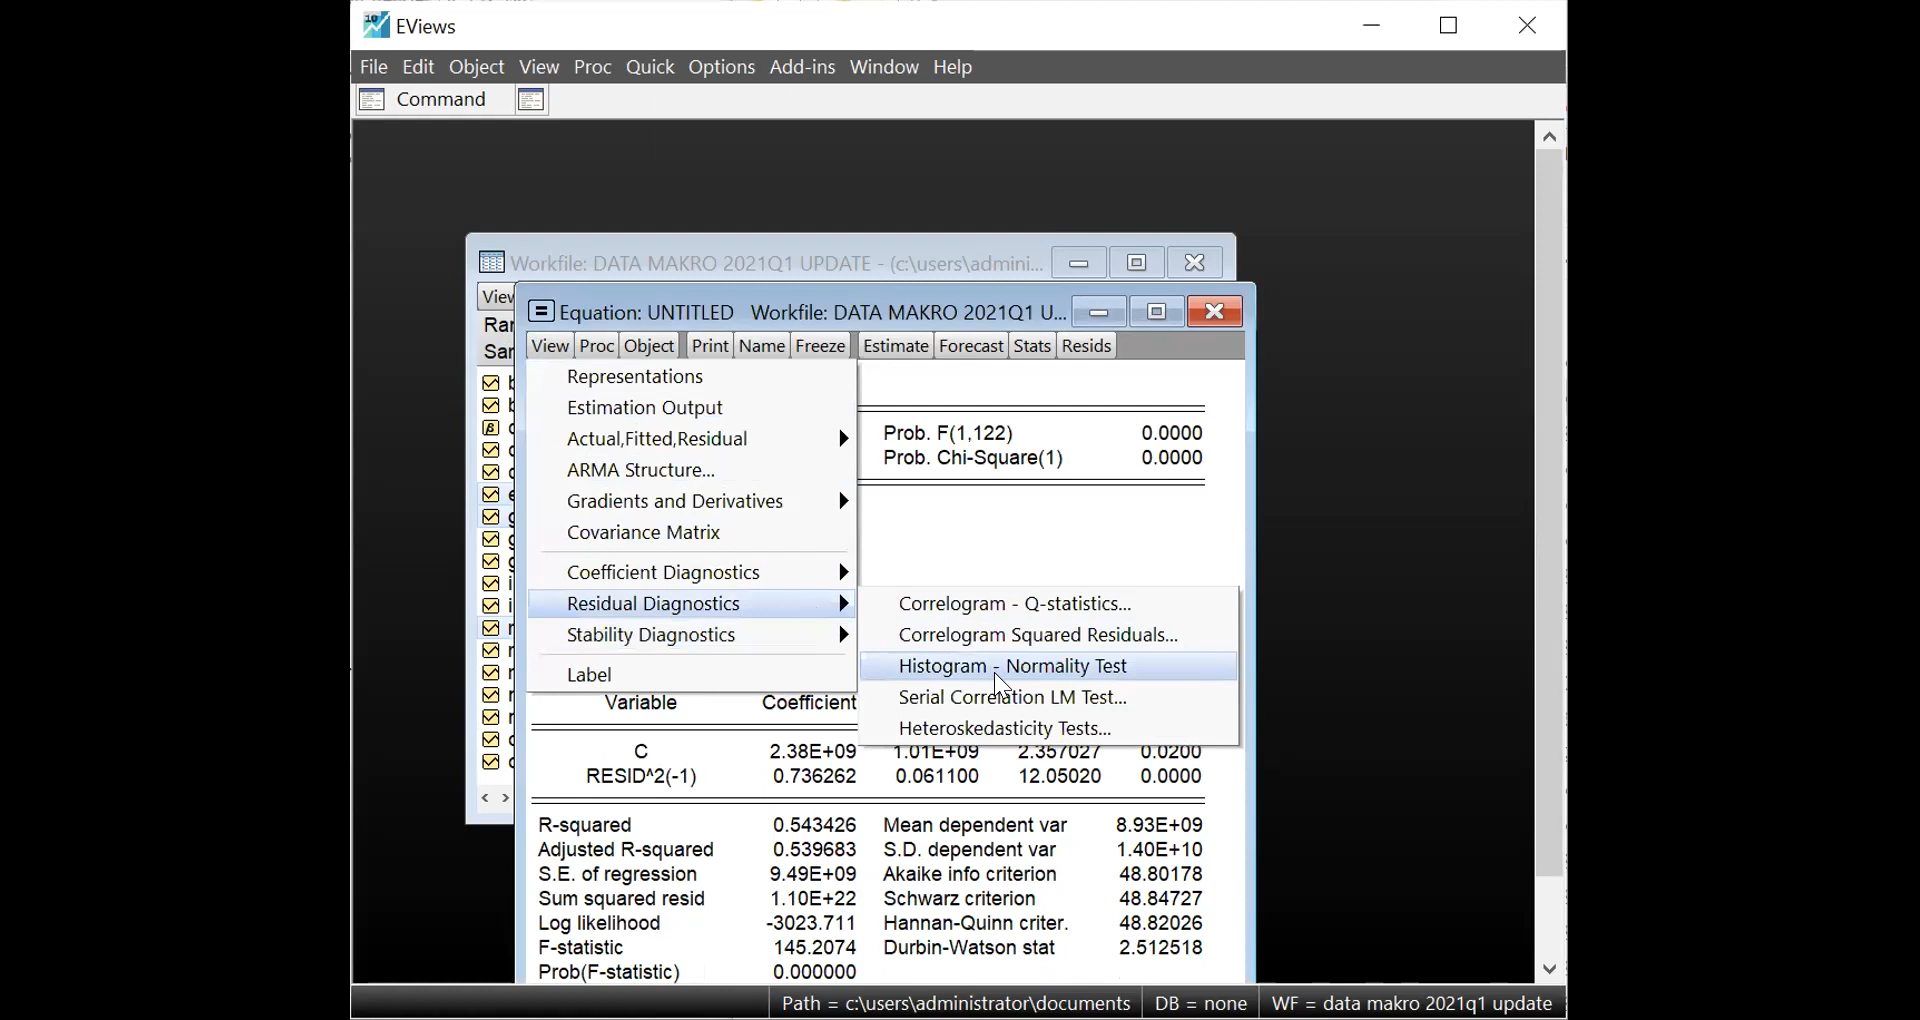 EViews
File Edit Object View Proc Quick Options Add-ins Window Help
Command
Workfile: DATA MAKRO 2021Q1 UPDATE - (c:\users\admini...
Equation: UNTITLED Workfile: DATA MAKRO 2021Q1 U...
View Proc Object Print Name Freeze Estimate Forecast Stats Resids
Representations
Estimation Output
Actual,Fitted,Residual
ARMA Structure...
Gradients and Derivatives
Covariance Matrix
Coefficient Diagnostics
Residual Diagnostics
Stability Diagnostics
Label
Prob. F(1,122) 0.0000
Prob. Chi-Square(1) 0.0000
Correlogram - Q-statistics...
Correlogram Squared Residuals...
Histogram - Normality Test
Serial Correlation LM Test...
Heteroskedasticity Tests...
Variable Coefficient
C 2.38E+09 1.01E+09 2.357027 0.0200
RESID^2(-1) 0.736262 0.061100 12.05020 0.0000
R-squared 0.543426 Mean dependent var 8.93E+09
Adjusted R-squared 0.539683 S.D. dependent var 1.40E+10
S.E. of regression 9.49E+09 Akaike info criterion 48.80178
Sum squared resid 1.10E+22 Schwarz criterion 48.84727
Log likelihood -3023.711 Hannan-Quinn criter. 48.82026
F-statistic 145.2074 Durbin-Watson stat 2.512518
Prob(F-statistic) 0.000000
Path = c:\users\administrator\documents DB = none WF = data makro 2021q1 update